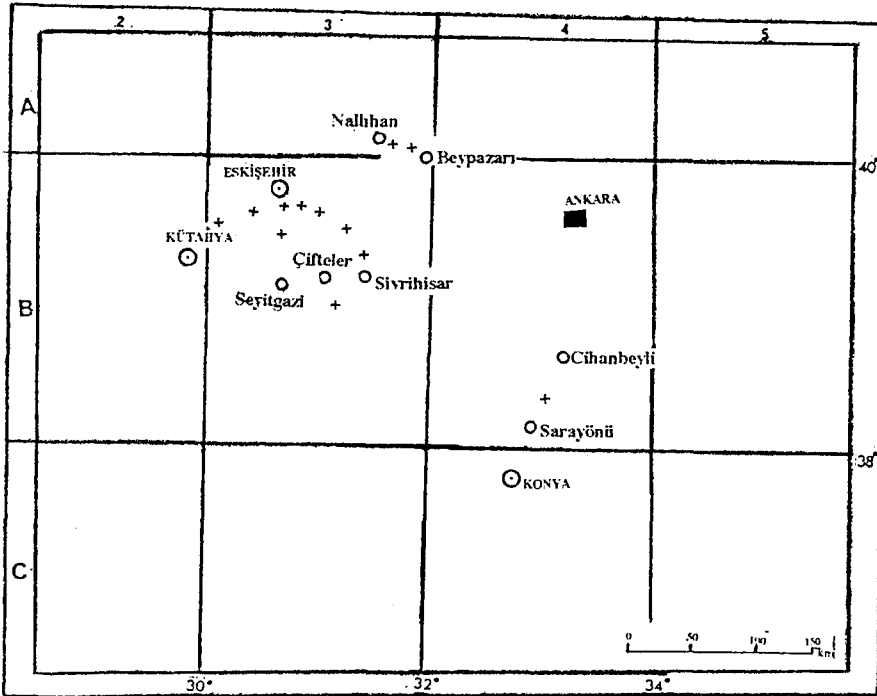 2 3 4 5
A
Nallıhan
Beypazarı
40°
ESKİŞEHİR
ANKARA
KÜTAHYA
Çifteler
Sivrihisar
Seyitgazi
B
Cihanbeyli
Sarayönü
38°
KONYA
C
0 50 100 150
km
30° 32° 34°